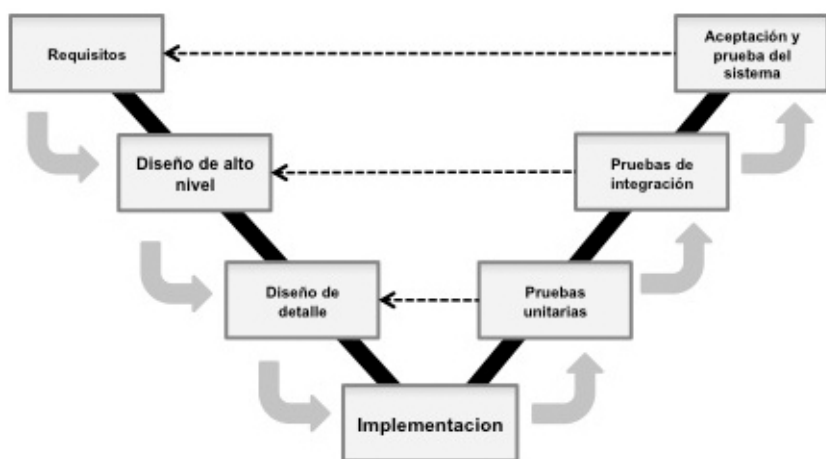 Requisitos
Aceptación y
prueba del
sistema
Diseño de alto
nivel
Pruebas de
integración
Diseño de
detalle
Pruebas
unitarias
Implementacion